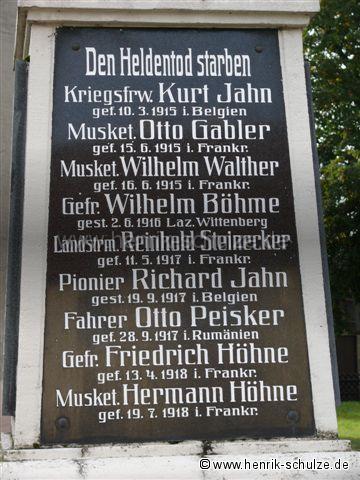 Den Heldentod starben
Kriegsfrw. Kurt Jahn
gef. 10. 3. 1915 i. Belgien
Musket. Otto Gabler
gef. 15. 6. 1915 i. Frankr.
Musket. Wilhelm Walther
gef. 16. 6. 1915 i. Frankr.
Gefr. Wilhelm Böhme
gest. 2. 6. 1916 Laz. Wittenberg
Landstrm. Reinhold Steinecker
gef. 11. 5. 1917 i. Frankr.
Pionier Richard Jahn
gest. 19. 9. 1917 i. Belgien
Fahrer Otto Peisker
gef. 28. 9. 1917 i. Rumänien
Gefr. Friedrich Höhne
gef. 13. 4. 1918 i. Frankr.
Musket. Hermann Höhne
gef. 19. 7. 1918 i. Frankr.
© www.henrik-schulze.de